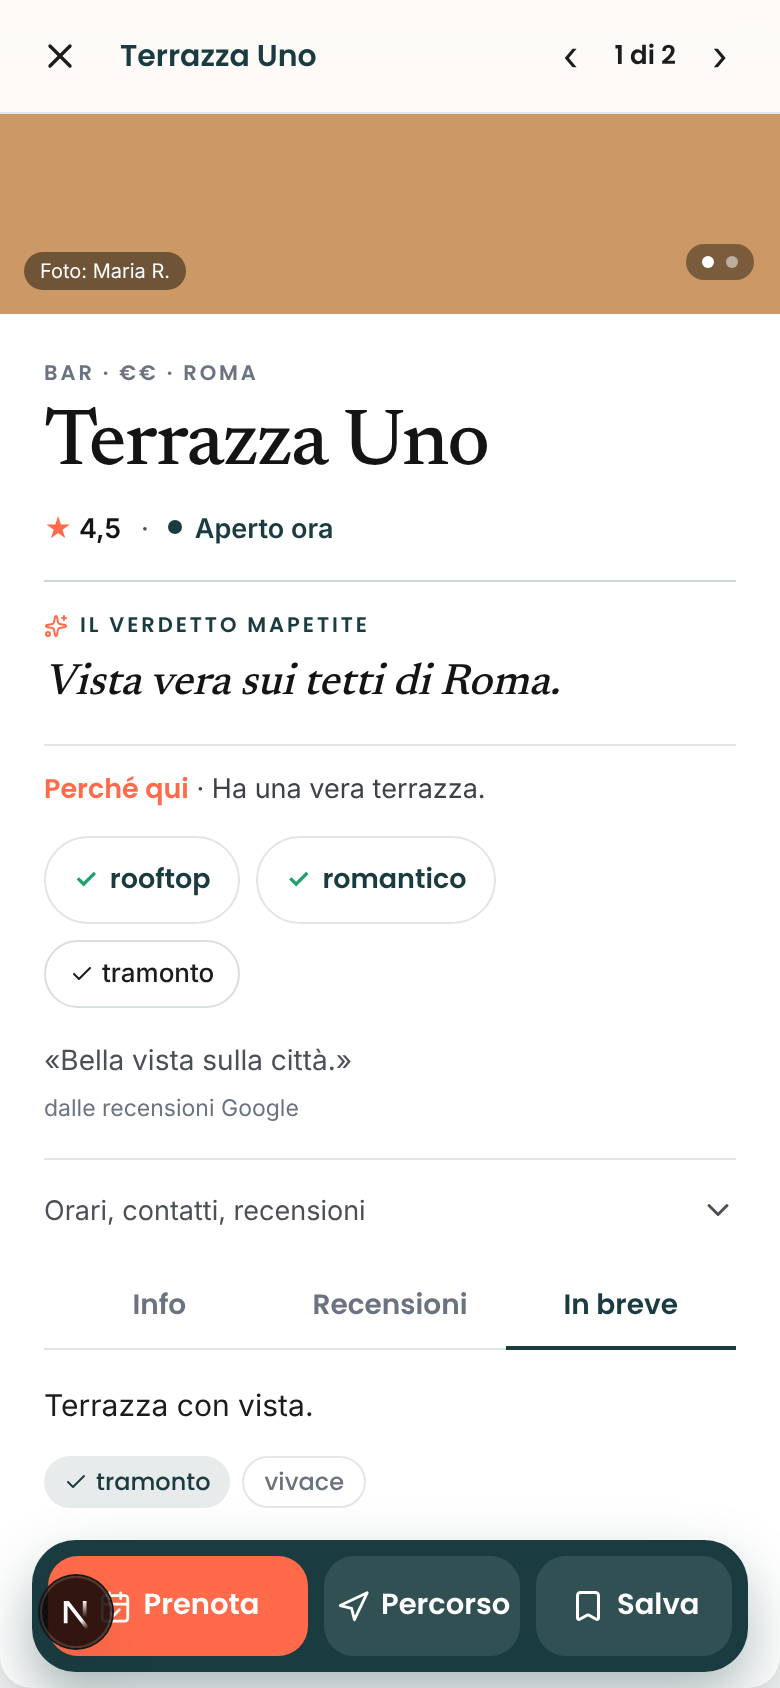 Terrazza Uno
1 di 2
Foto: Maria R.
BAR · €€ · ROMA
Terrazza Uno
★ 4,5 · ● Aperto ora
IL VERDETTO MAPETITE
Vista vera sui tetti di Roma.
Perché qui · Ha una vera terrazza.
✓ rooftop ✓ romantico
✓ tramonto
«Bella vista sulla città.»
dalle recensioni Google
Orari, contatti, recensioni
Info Recensioni In breve
Terrazza con vista.
✓ tramonto vivace
N Prenota Percorso Salva